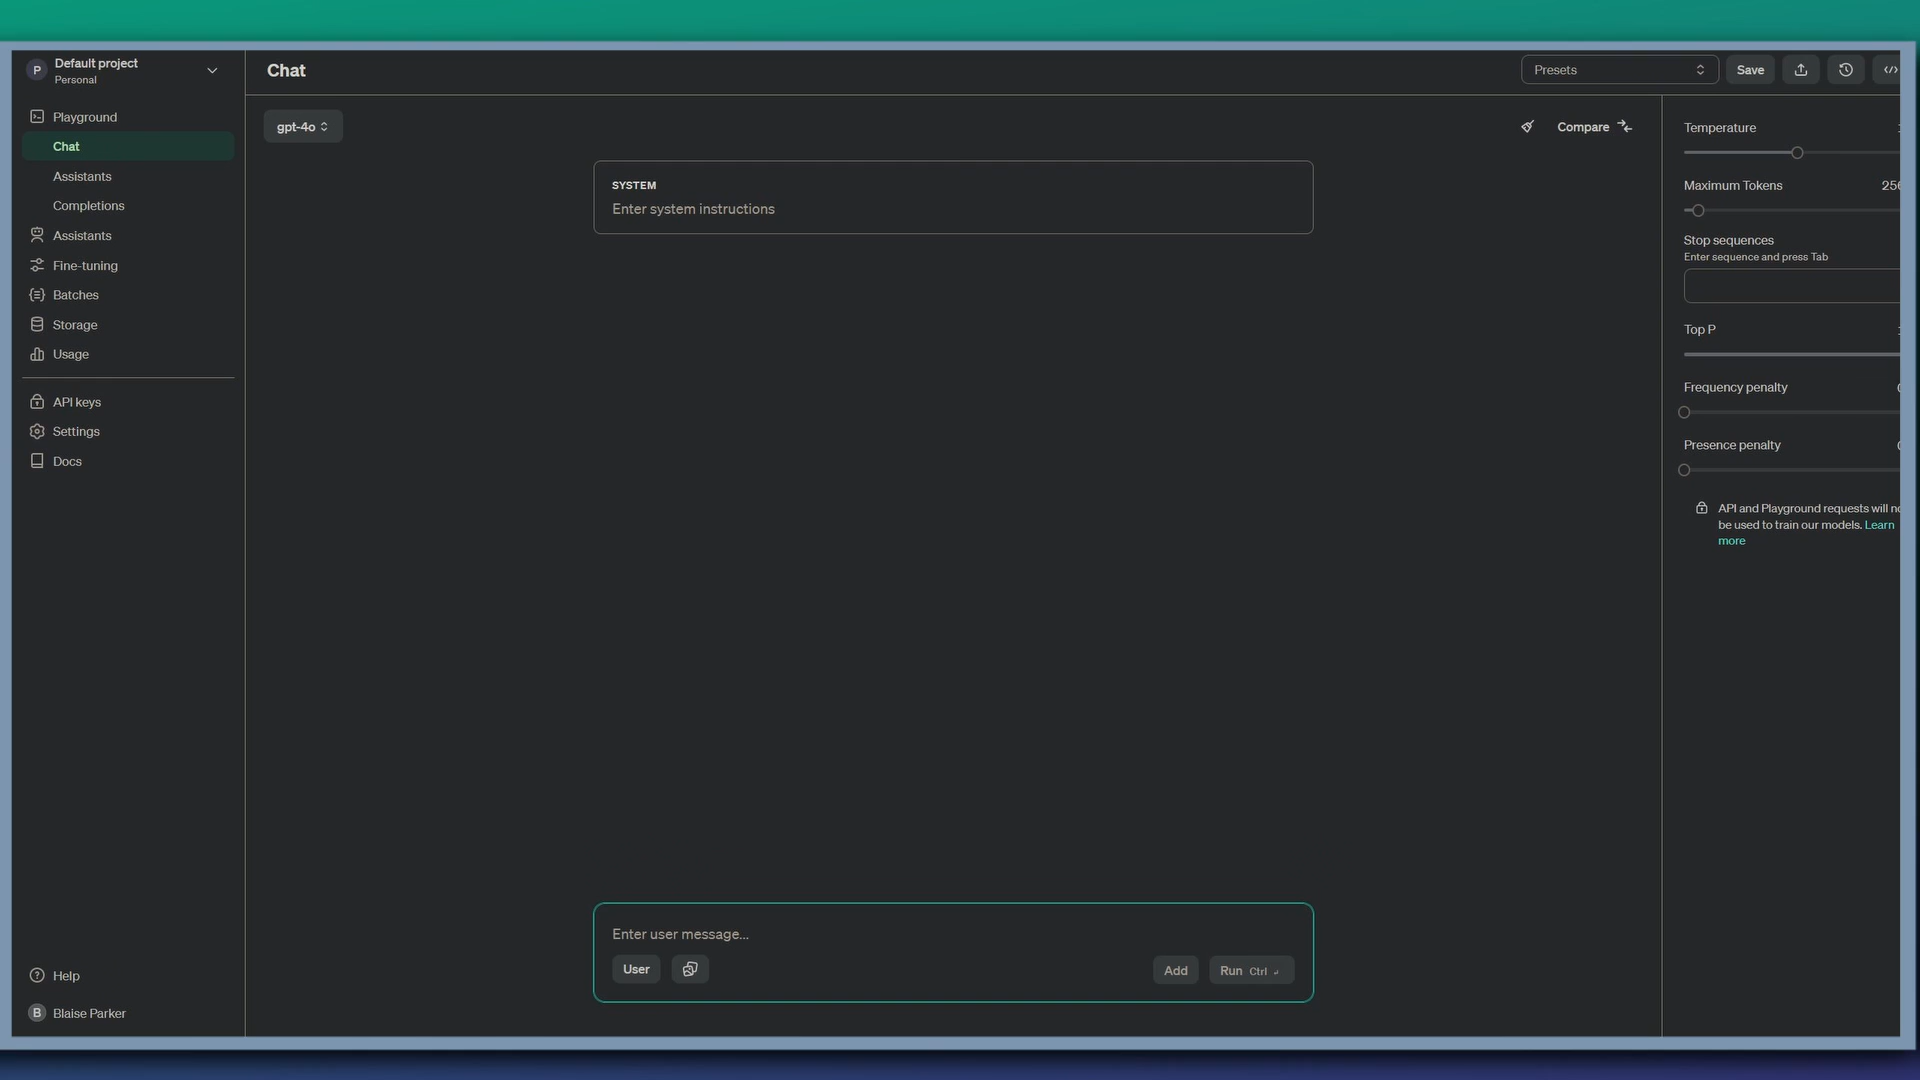 P
Default project
Personal
Chat
Presets
Save
Playground
Chat
Assistants
Completions
Assistants
Fine-tuning
Batches
Storage
Usage
API keys
Settings
Docs
Help
B
Blaise Parker
gpt-4o
Compare
SYSTEM
Enter system instructions
Enter user message...
User
Add
Run Ctrl ↵
Temperature
Maximum Tokens
Stop sequences
Enter sequence and press Tab
Top P
Frequency penalty
Presence penalty
API and Playground requests will
be used to train our models. Learn
more